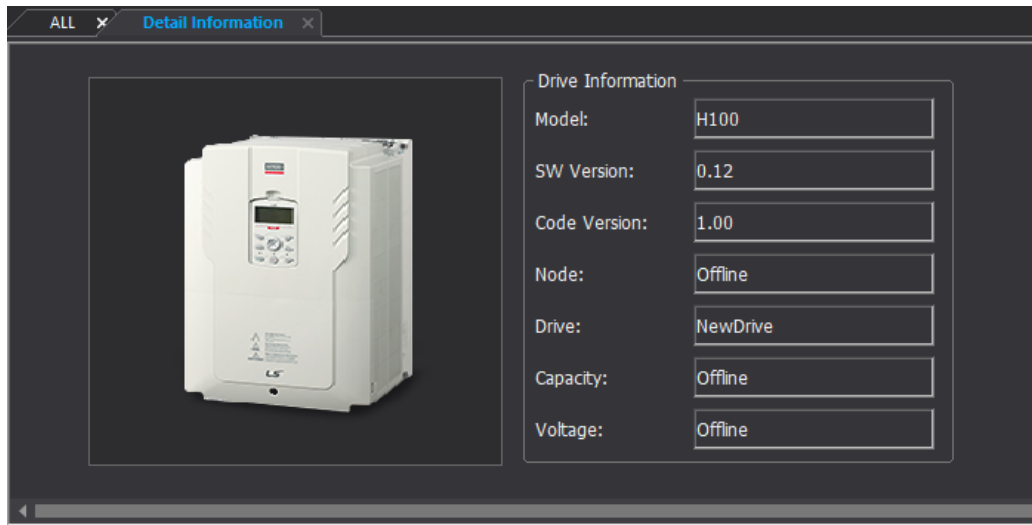 ALL
Detail Information
Drive Information
Model: H100
SW Version: 0.12
Code Version: 1.00
Node: Offline
Drive: NewDrive
Capacity: Offline
Voltage: Offline
LS